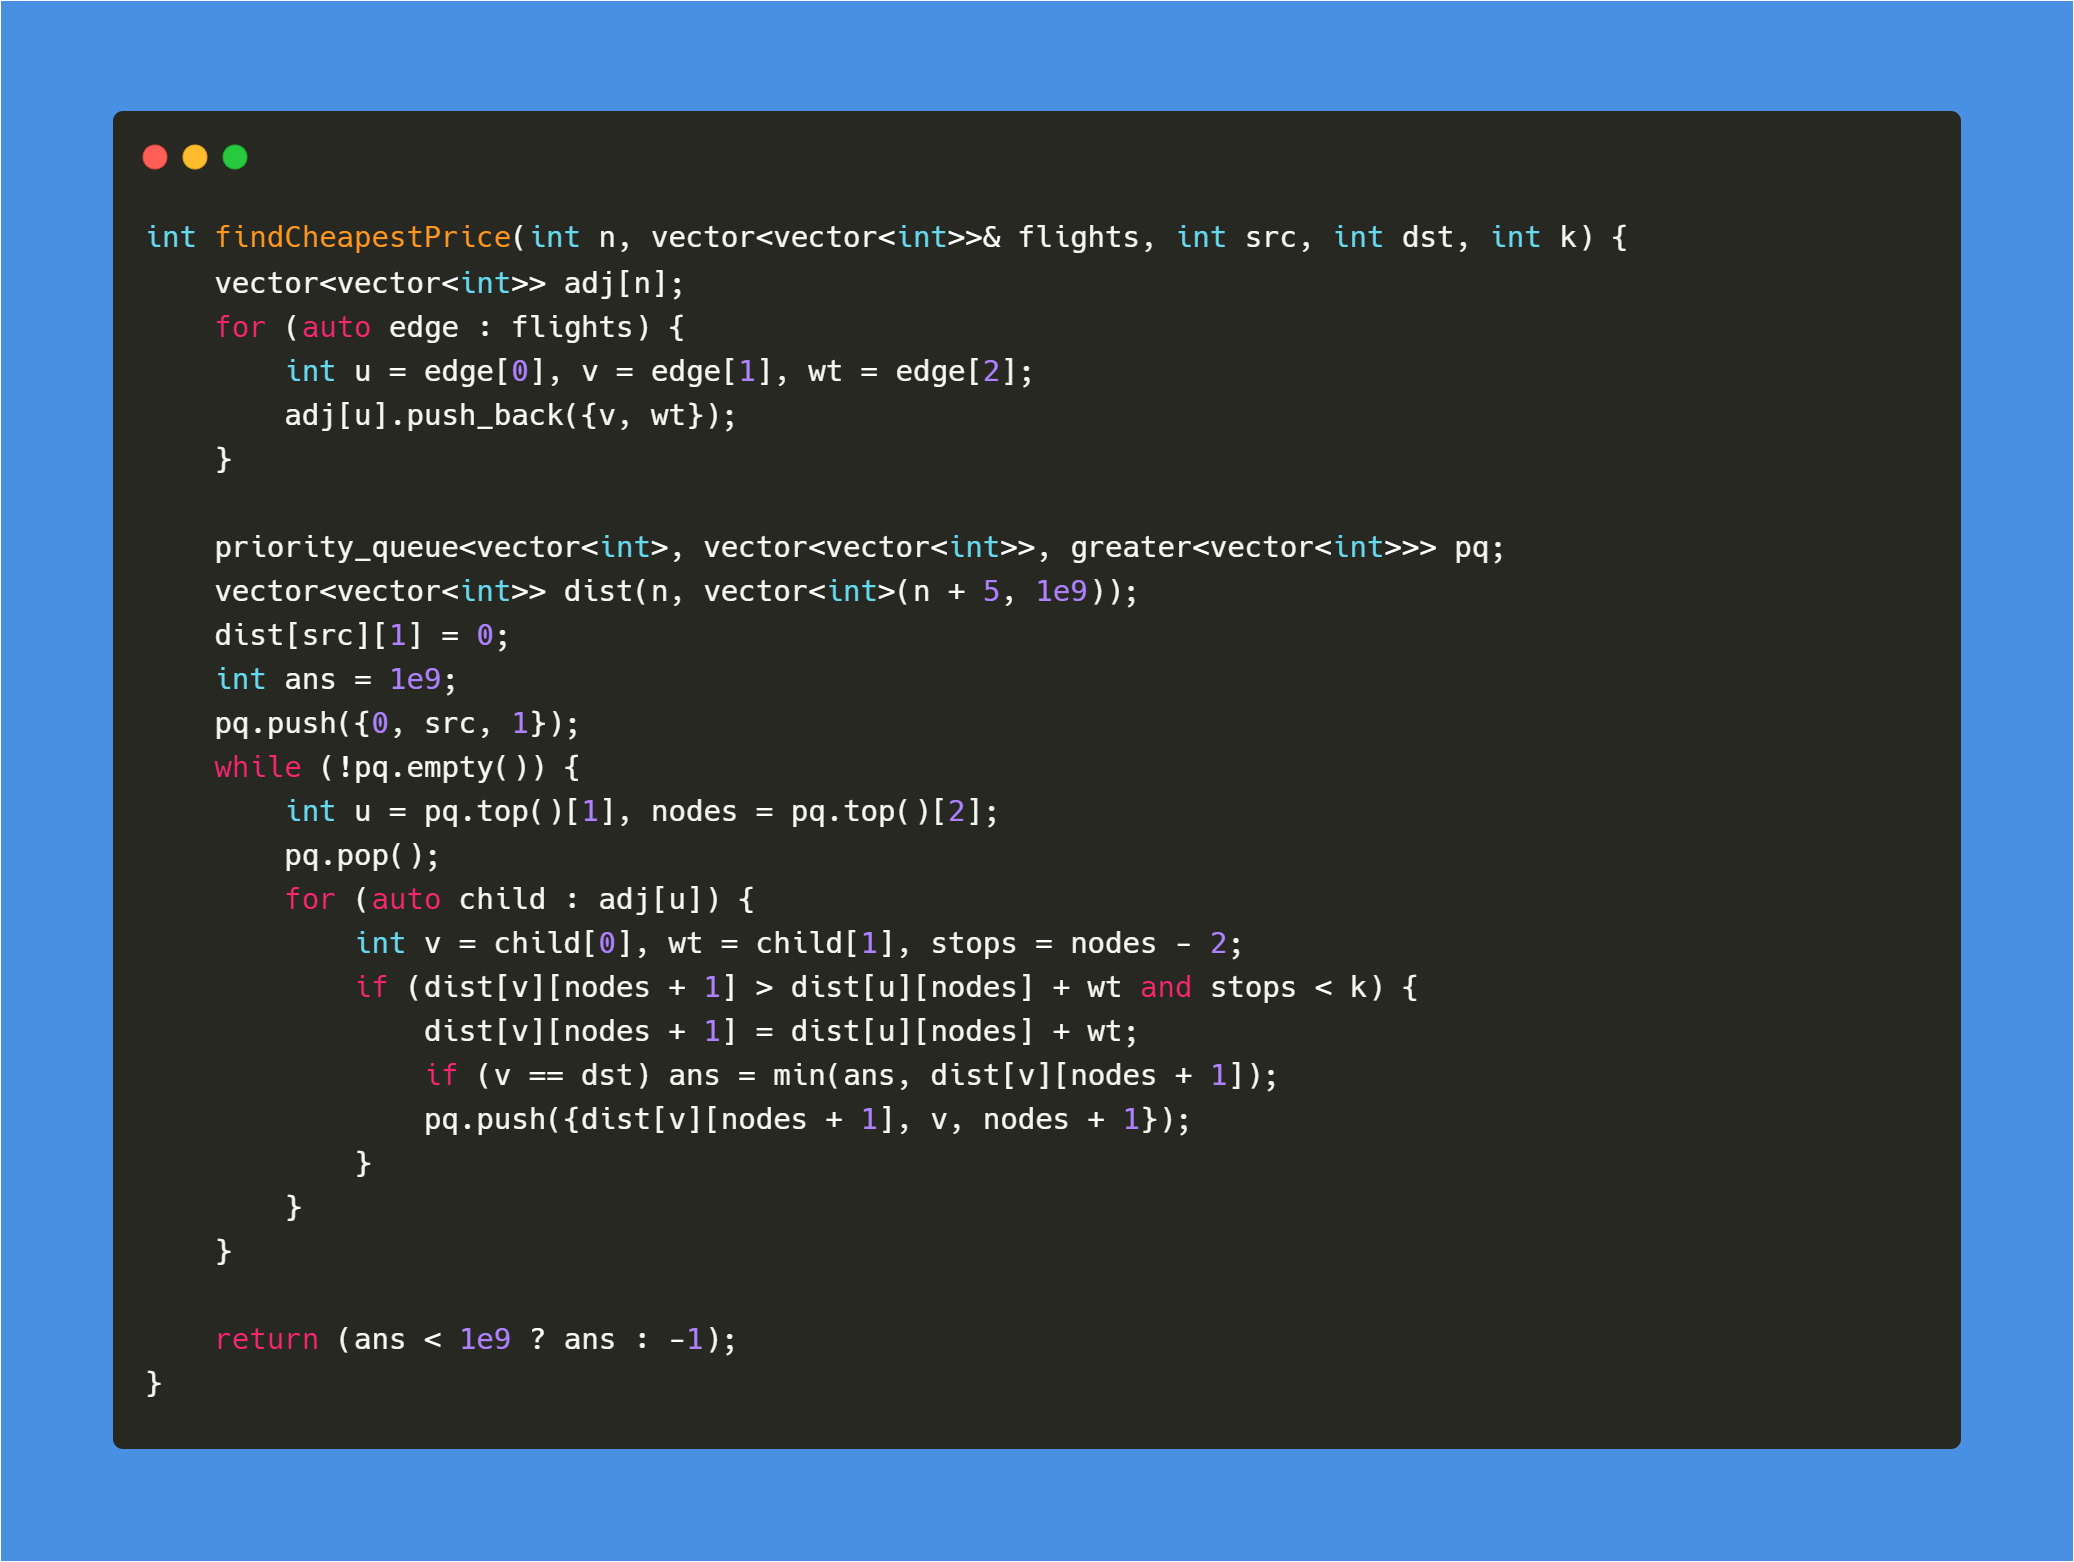 int findCheapestPrice(int n, vector<vector<int>>& flights, int src, int dst, int k) {
    vector<vector<int>> adj[n];
    for (auto edge : flights) {
        int u = edge[0], v = edge[1], wt = edge[2];
        adj[u].push_back({v, wt});
    }

    priority_queue<vector<int>, vector<vector<int>>, greater<vector<int>>> pq;
    vector<vector<int>> dist(n, vector<int>(n + 5, 1e9));
    dist[src][1] = 0;
    int ans = 1e9;
    pq.push({0, src, 1});
    while (!pq.empty()) {
        int u = pq.top()[1], nodes = pq.top()[2];
        pq.pop();
        for (auto child : adj[u]) {
            int v = child[0], wt = child[1], stops = nodes - 2;
            if (dist[v][nodes + 1] > dist[u][nodes] + wt and stops < k) {
                dist[v][nodes + 1] = dist[u][nodes] + wt;
                if (v == dst) ans = min(ans, dist[v][nodes + 1]);
                pq.push({dist[v][nodes + 1], v, nodes + 1});
            }
        }
    }

    return (ans < 1e9 ? ans : -1);
}